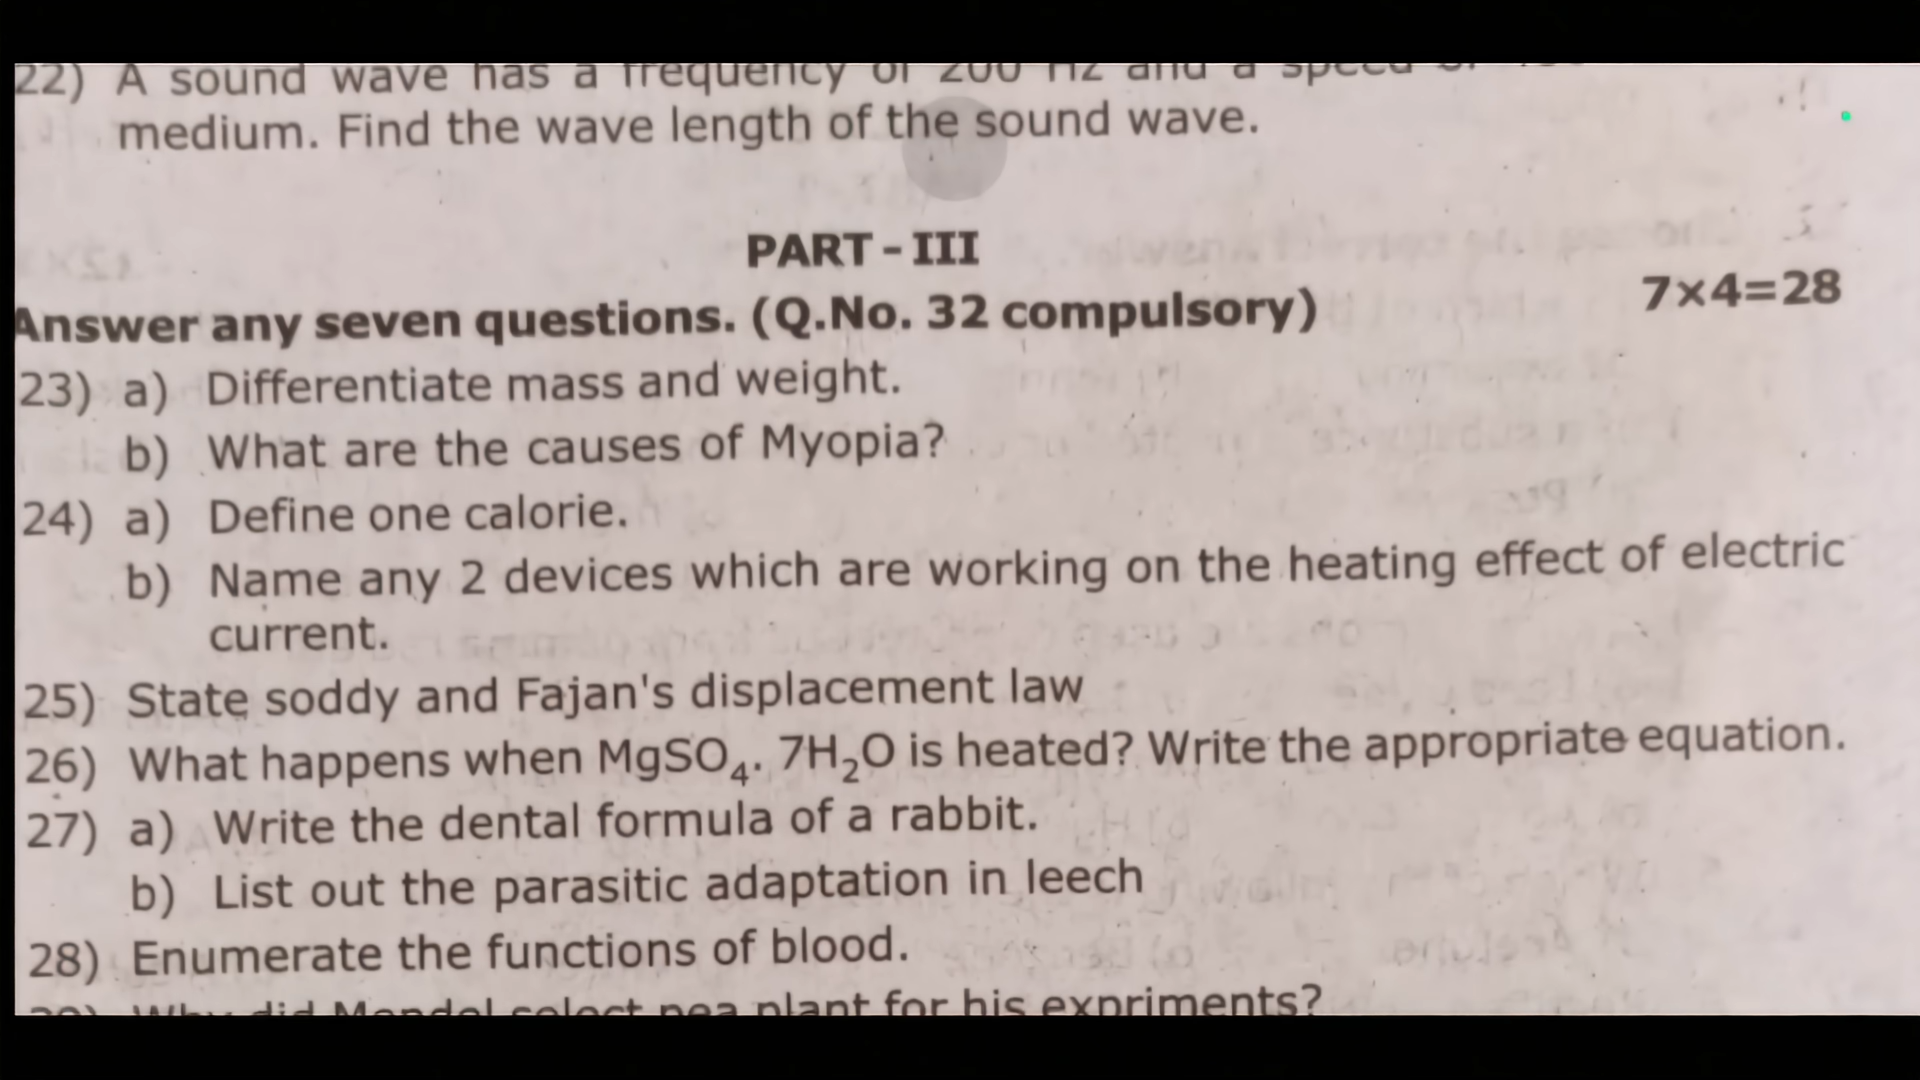 22) A sound wave has a frequency of 200 Hz and a speed of
medium. Find the wave length of the sound wave.
PART - III
Answer any seven questions. (Q.No. 32 compulsory) 7×4=28
23) a) Differentiate mass and weight.
b) What are the causes of Myopia?
24) a) Define one calorie.
b) Name any 2 devices which are working on the heating effect of electric
current.
25) State soddy and Fajan's displacement law
26) What happens when MgSO₄. 7H₂O is heated? Write the appropriate equation.
27) a) Write the dental formula of a rabbit.
b) List out the parasitic adaptation in leech
28) Enumerate the functions of blood.
29) Why did Mendel select pea plant for his expriments?